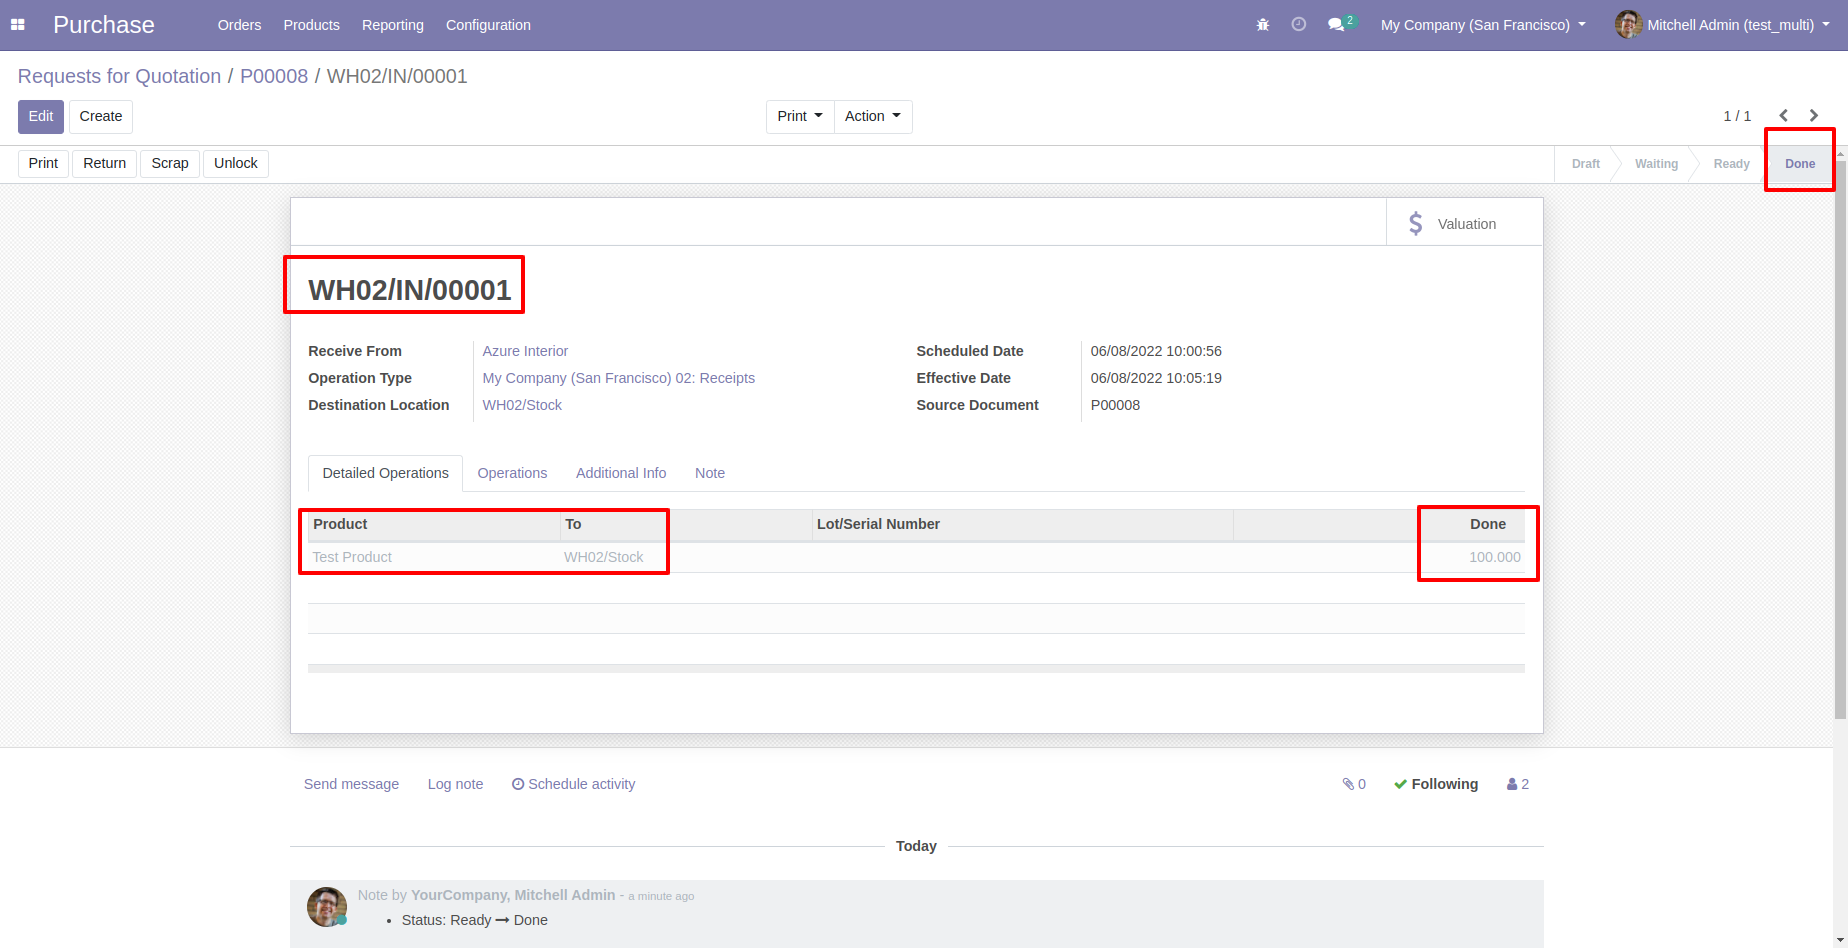 Purchase Orders Products Reporting Configuration 2 My Company (San Francisco) Mitchell Admin (test_multi)
Requests for Quotation / P00008 / WH02/IN/00001
Edit Create Print Action 1 / 1
Print Return Scrap Unlock Draft Waiting Ready Done
$ Valuation
WH02/IN/00001
Receive From Azure Interior Scheduled Date 06/08/2022 10:00:56
Operation Type My Company (San Francisco) 02: Receipts Effective Date 06/08/2022 10:05:19
Destination Location WH02/Stock Source Document P00008
Detailed Operations Operations Additional Info Note
Product To Lot/Serial Number Done
Test Product WH02/Stock 100.000
Send message Log note Schedule activity 0 Following 2
Today
Note by YourCompany, Mitchell Admin - a minute ago
• Status: Ready → Done